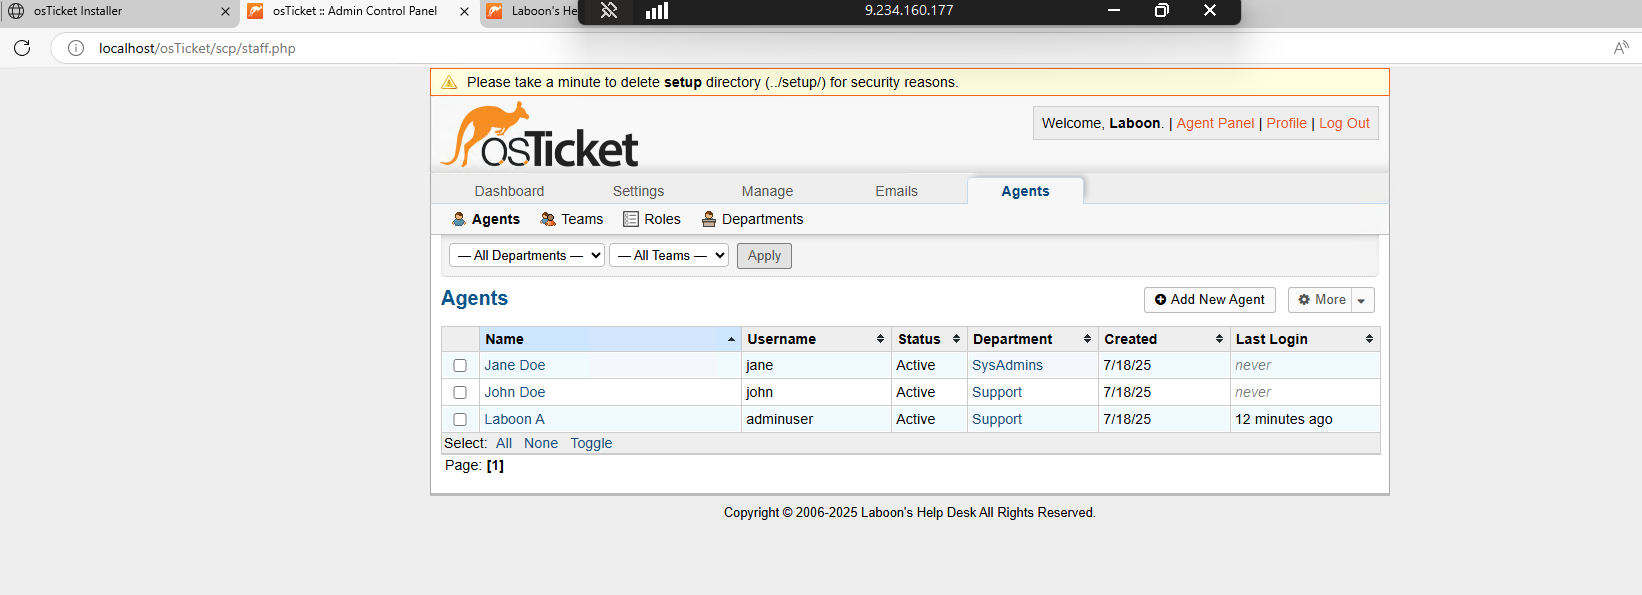 osTicket Installer
osTicket :: Admin Control Panel
Laboon's He
9.234.160.177
localhost/osTicket/scp/staff.php
Please take a minute to delete setup directory (../setup/) for security reasons.
osTicket
Welcome, Laboon. | Agent Panel | Profile | Log Out
Dashboard Settings Manage Emails Agents
Agents Teams Roles Departments
— All Departments — — All Teams — Apply
Agents
Add New Agent More
Name Username Status Department Created Last Login
Jane Doe jane Active SysAdmins 7/18/25 never
John Doe john Active Support 7/18/25 never
Laboon A adminuser Active Support 7/18/25 12 minutes ago
Select: All None Toggle
Page: [1]
Copyright © 2006-2025 Laboon's Help Desk All Rights Reserved.